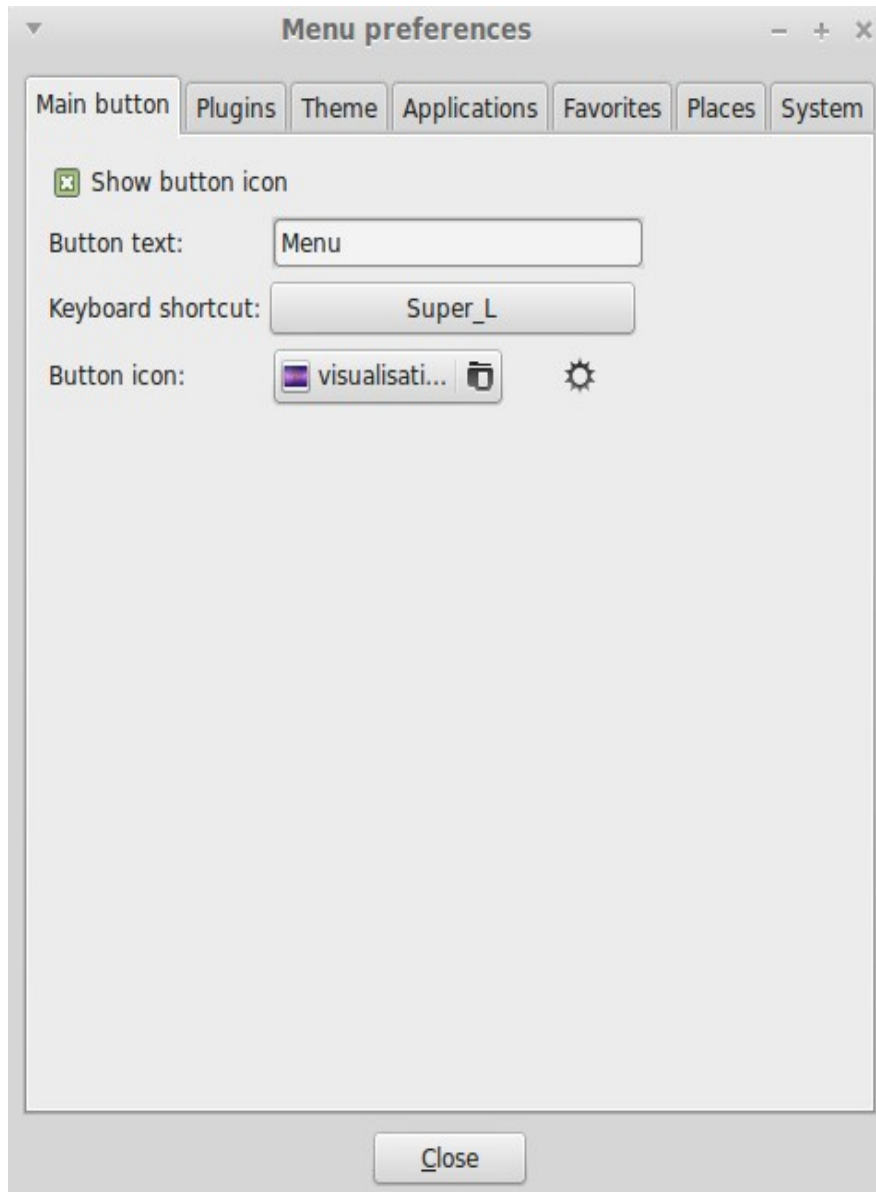 Menu preferences
Main button Plugins Theme Applications Favorites Places System
Show button icon
Button text: Menu
Keyboard shortcut: Super_L
Button icon: visualisati...
Close